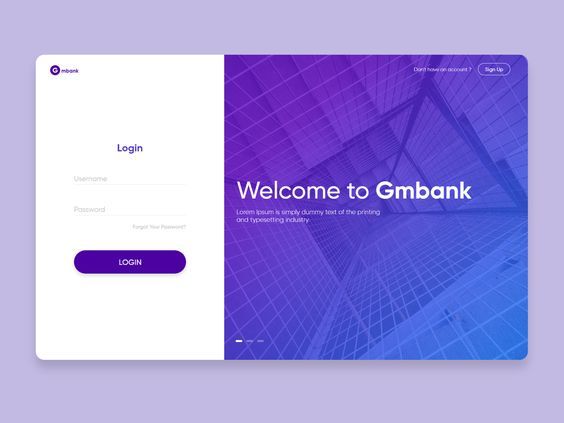 Gmbank
Don't have an account ?
Sign Up
Login
Username
Password
Forgot Your Password?
LOGIN
Welcome to Gmbank
Lorem Ipsum is simply dummy text of the printing
and typesetting industry.